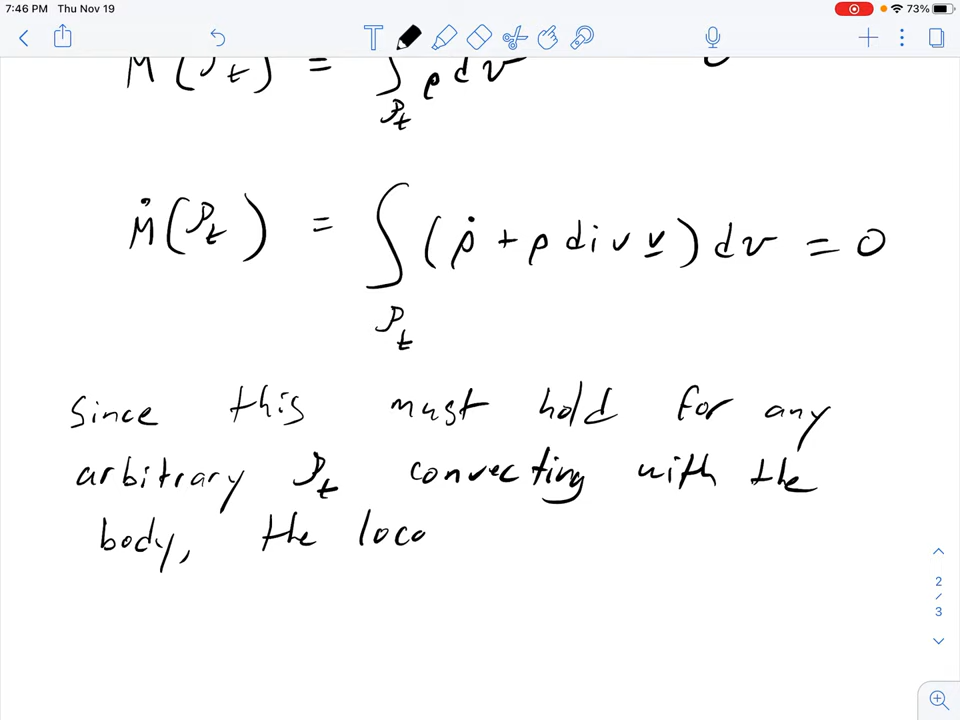 7:46 PM Thu Nov 19
73%
T
M(𝒫t) = ∫𝒫t ρ dv
Ṁ(𝒫t) = ∫𝒫t (ρ̇ + ρ div v̲) dv = 0
since this must hold for any
arbitrary 𝒫t convecting with the
body, the loca
2
/
3